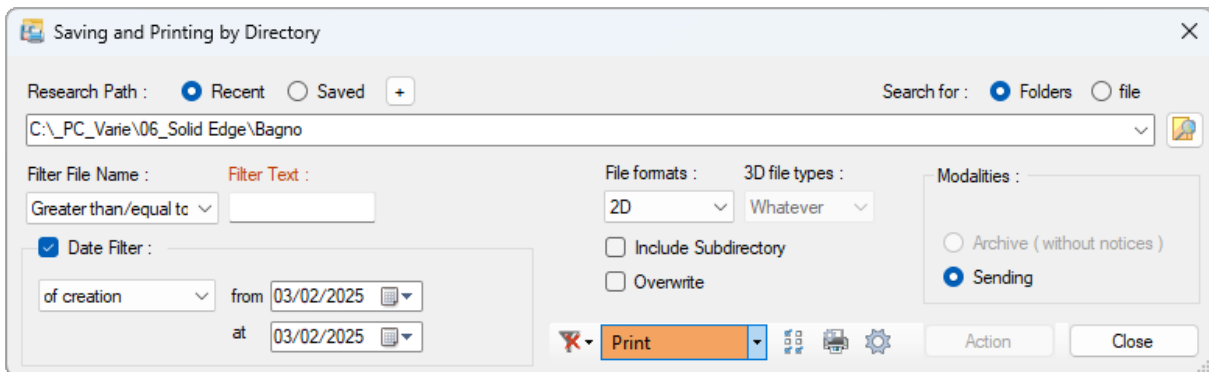 Saving and Printing by Directory
Research Path : Recent Saved + Search for : Folders file
C:\_PC_Varie\06_Solid Edge\Bagno
Filter File Name : Filter Text : File formats : 3D file types : Modalities :
Greater than/equal to 2D Whatever
Date Filter : Include Subdirectory Archive ( without notices )
of creation from 03/02/2025 Overwrite Sending
at 03/02/2025 Print Action Close